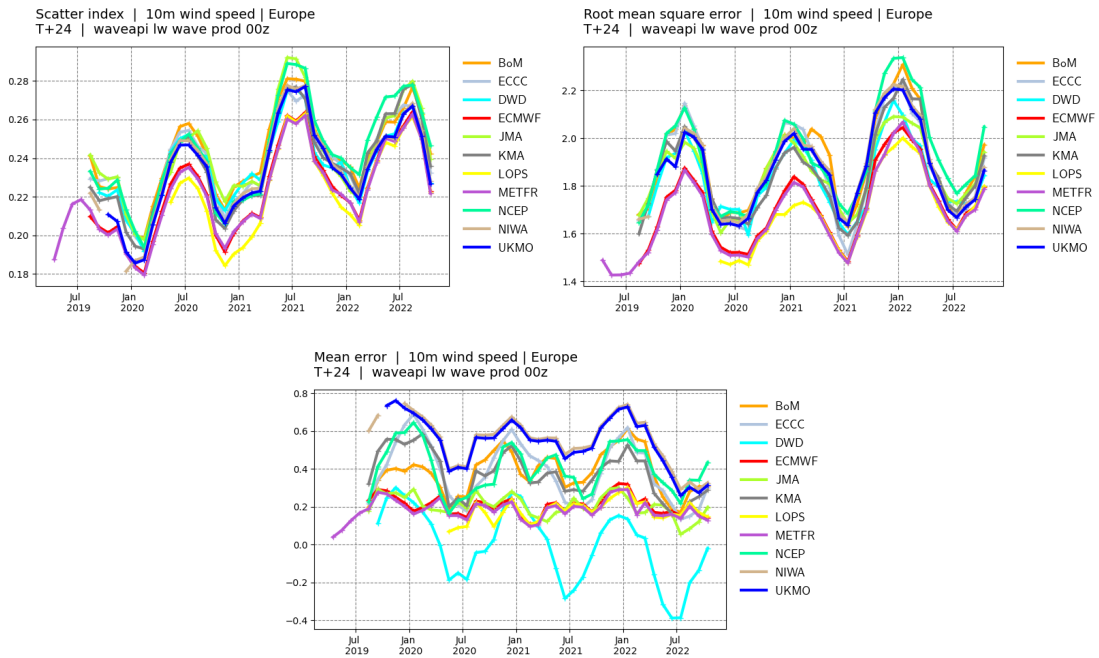 Scatter index | 10m wind speed | Europe
T+24 | waveapi lw wave prod 00z
0.28
0.26
0.24
0.22
0.20
0.18
Jul
2019
Jan
2020
Jul
2020
Jan
2021
Jul
2021
Jan
2022
Jul
2022
BoM
ECCC
DWD
ECMWF
JMA
KMA
LOPS
METFR
NCEP
NIWA
UKMO
Root mean square error | 10m wind speed | Europe
T+24 | waveapi lw wave prod 00z
2.2
2.0
1.8
1.6
1.4
Jul
2019
Jan
2020
Jul
2020
Jan
2021
Jul
2021
Jan
2022
Jul
2022
BoM
ECCC
DWD
ECMWF
JMA
KMA
LOPS
METFR
NCEP
NIWA
UKMO
Mean error | 10m wind speed | Europe
T+24 | waveapi lw wave prod 00z
0.8
0.6
0.4
0.2
0.0
−0.2
−0.4
Jul
2019
Jan
2020
Jul
2020
Jan
2021
Jul
2021
Jan
2022
Jul
2022
BoM
ECCC
DWD
ECMWF
JMA
KMA
LOPS
METFR
NCEP
NIWA
UKMO